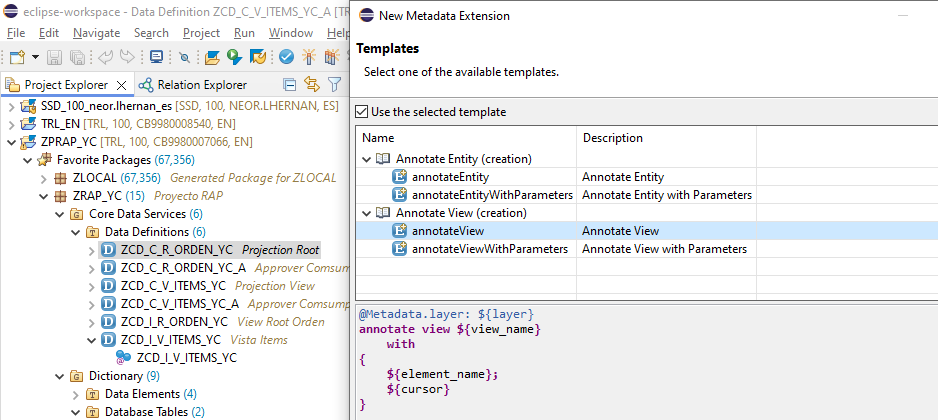 eclipse-workspace - Data Definition ZCD_C_V_ITEMS_YC_A [TR
File Edit Navigate Search Project Run Window Help
Project Explorer Relation Explorer
SSD_100_neor.lhernan_es [SSD, 100, NEOR.LHERNAN, ES]
TRL_EN [TRL, 100, CB9980008540, EN]
ZPRAP_YC [TRL, 100, CB9980007066, EN]
Favorite Packages (67,356)
ZLOCAL (67,356) Generated Package for ZLOCAL
ZRAP_YC (15) Proyecto RAP
Core Data Services (6)
Data Definitions (6)
ZCD_C_R_ORDEN_YC Projection Root
ZCD_C_R_ORDEN_YC_A Approver Comsum
ZCD_C_V_ITEMS_YC Projection View
ZCD_C_V_ITEMS_YC_A Approver Comsump
ZCD_I_R_ORDEN_YC View Root Orden
ZCD_I_V_ITEMS_YC Vista Items
ZCD_I_V_ITEMS_YC
Dictionary (9)
Data Elements (4)
Database Tables (2)
New Metadata Extension
Templates
Select one of the available templates.
Use the selected template
Name Description
Annotate Entity (creation)
annotateEntity Annotate Entity
annotateEntityWithParameters Annotate Entity with Parameters
Annotate View (creation)
annotateView Annotate View
annotateViewWithParameters Annotate View with Parameters
@Metadata.layer: ${layer}
annotate view ${view_name}
with
{
${element_name};
${cursor}
}